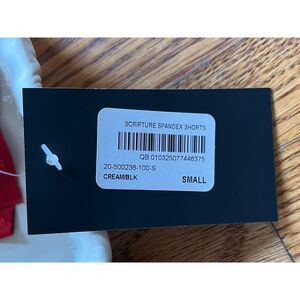 SCRIPTURE SPANDEX SHORTS
QB 010325077446375
20-500238-100-S
CREAM/BLK
SMALL